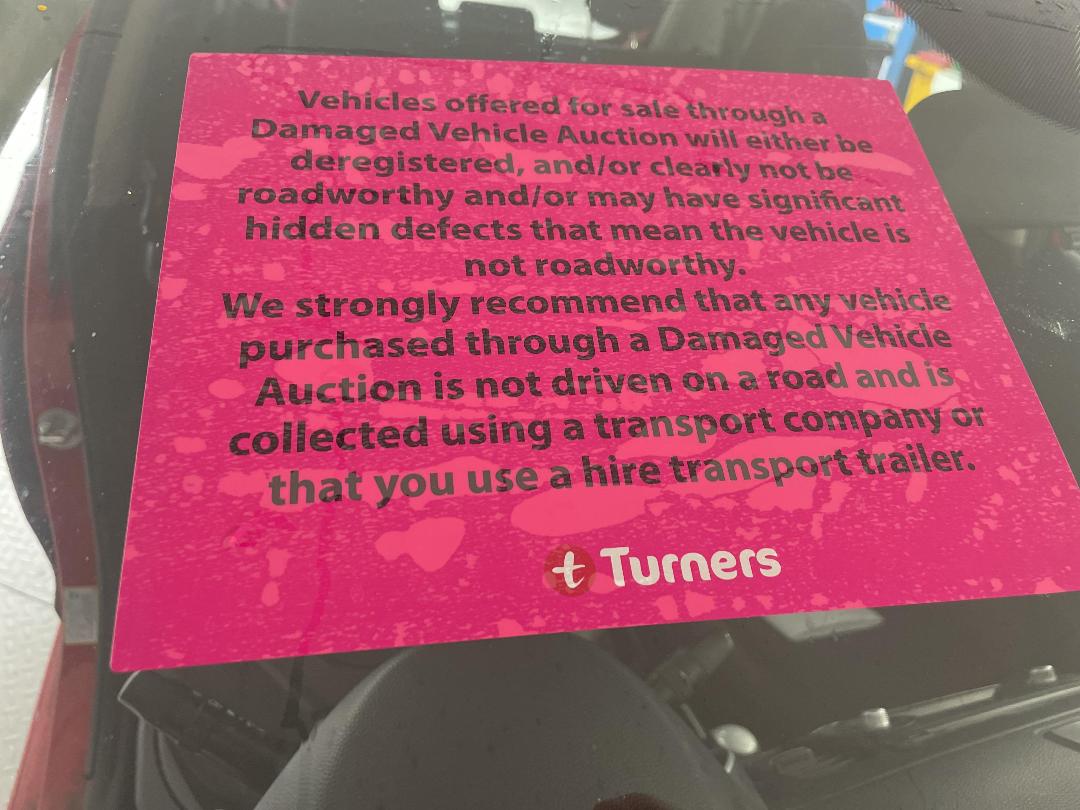 Vehicles offered for sale through a
Damaged Vehicle Auction will either be
deregistered, and/or clearly not be
roadworthy and/or may have significant
hidden defects that mean the vehicle is
not roadworthy.
We strongly recommend that any vehicle
purchased through a Damaged Vehicle
Auction is not driven on a road and is
collected using a transport company or
that you use a hire transport trailer.
t Turners